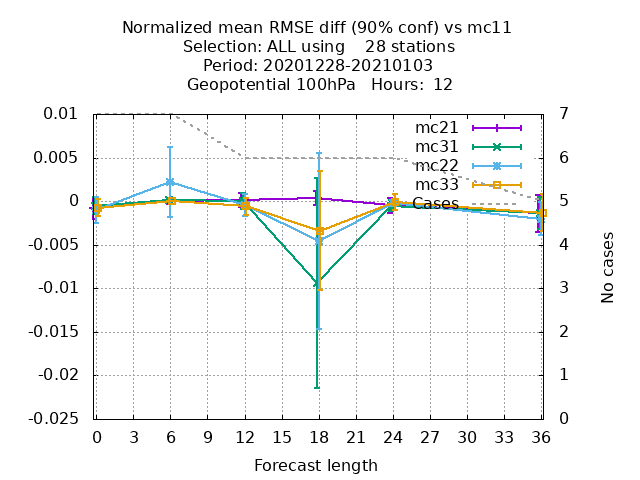 Normalized mean RMSE diff (90% conf) vs mc11
Selection: ALL using    28 stations
Period: 20201228-20210103
Geopotential 100hPa   Hours:  12
0.01
0.005
0
-0.005
-0.01
-0.015
-0.02
-0.025
7
6
5
4
3
2
1
0
mc21
mc31
mc22
mc33
Cases
No cases
0 3 6 9 12 15 18 21 24 27 30 33 36
Forecast length